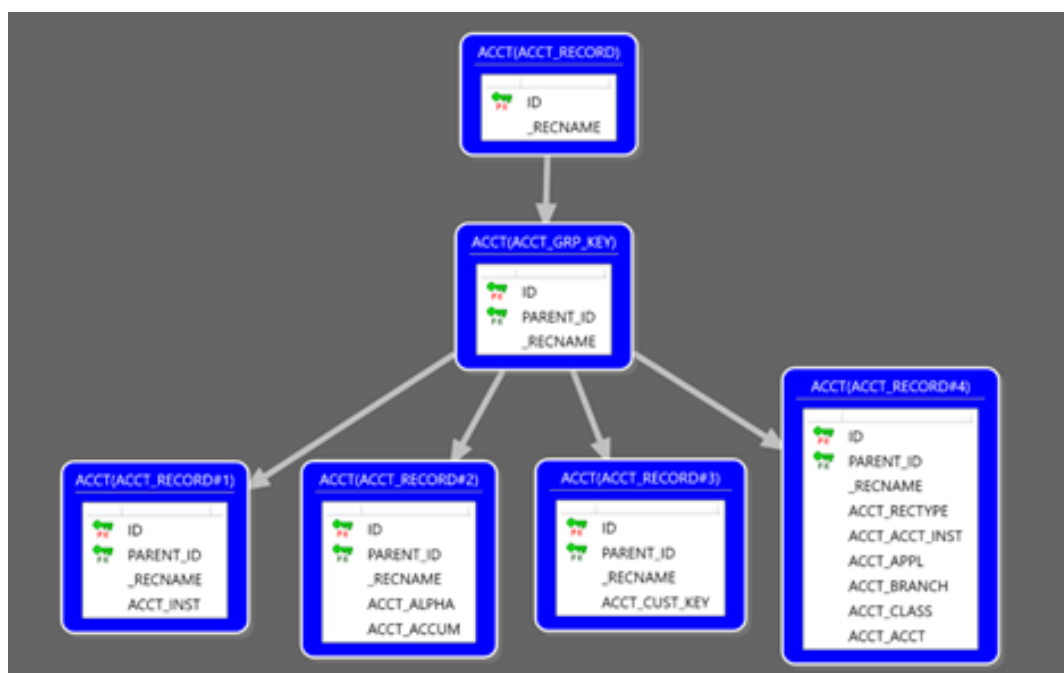 ACCT(ACCT_RECORD)
PK ID
_RECNAME
ACCT(ACCT_GRP_KEY)
PK ID
FK PARENT_ID
_RECNAME
ACCT(ACCT_RECORD#1)
PK ID
FK PARENT_ID
_RECNAME
ACCT_INST
ACCT(ACCT_RECORD#2)
PK ID
FK PARENT_ID
_RECNAME
ACCT_ALPHA
ACCT_ACCUM
ACCT(ACCT_RECORD#3)
PK ID
FK PARENT_ID
_RECNAME
ACCT_CUST_KEY
ACCT(ACCT_RECORD#4)
PK ID
FK PARENT_ID
_RECNAME
ACCT_RECTYPE
ACCT_ACCT_INST
ACCT_APPL
ACCT_BRANCH
ACCT_CLASS
ACCT_ACCT